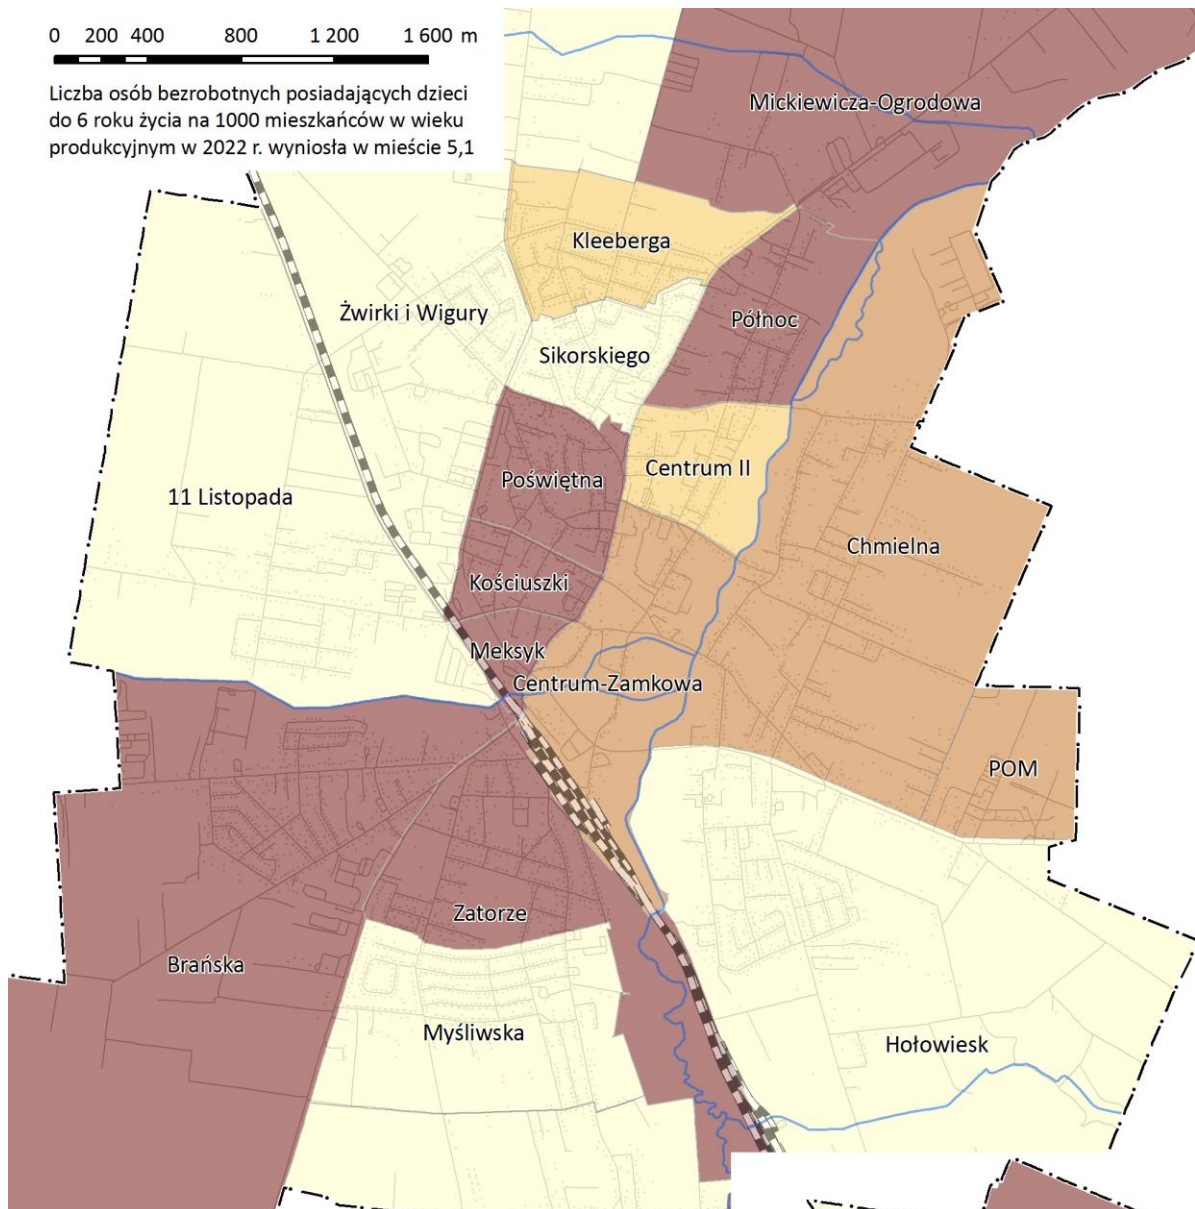 0 200 400 800 1 200 1 600 m
Liczba osób bezrobotnych posiadających dzieci
do 6 roku życia na 1000 mieszkańców w wieku
produkcyjnym w 2022 r. wyniosła w mieście 5,1
Mickiewicza-Ogrodowa
Kleeberga
Żwirki i Wigury
Północ
Sikorskiego
Centrum II
Poświętna
11 Listopada
Chmielna
Kościuszki
Meksyk
Centrum-Zamkowa
POM
Zatorze
Brańska
Myśliwska
Hołowiesk